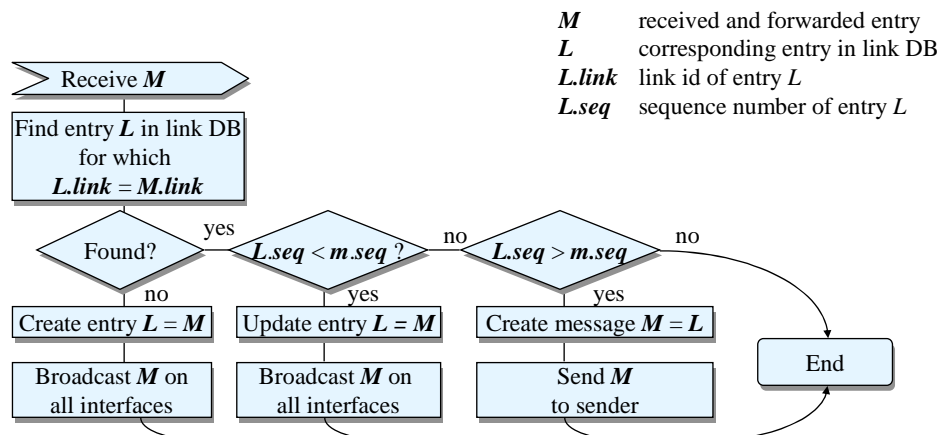 M received and forwarded entry
L corresponding entry in link DB
L.link link id of entry L
L.seq sequence number of entry L
Receive M
Find entry L in link DB
for which
L.link = M.link
Found?
yes
L.seq < m.seq ?
no
L.seq > m.seq
no
no
yes
yes
Create entry L = M
Update entry L = M
Create message M = L
Broadcast M on
all interfaces
Broadcast M on
all interfaces
Send M
to sender
End